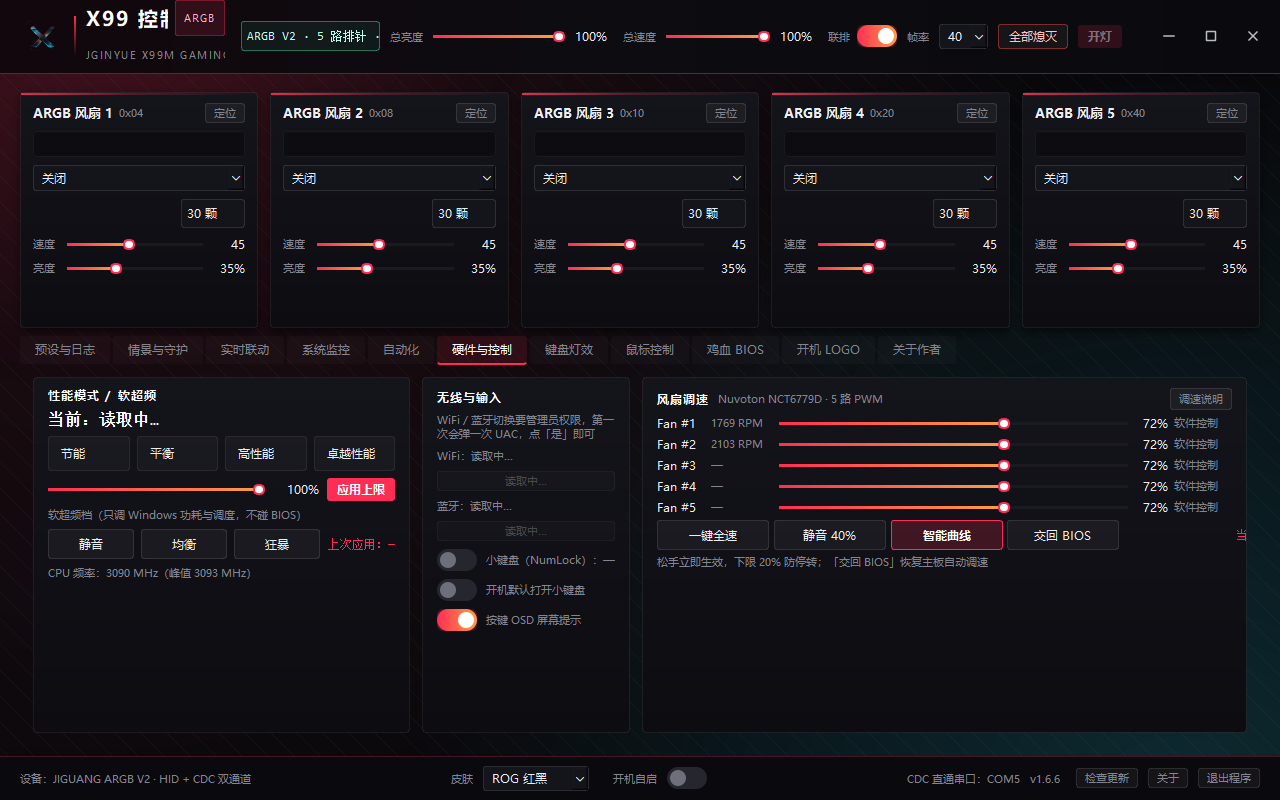 X99 控制
ARGB
JGINYUE X99M GAMING
ARGB V2 · 5 路排针 ·
总亮度 100%
总速度 100%
联排
帧率 40
全部熄灭
开灯
ARGB 风扇 1 0x04 定位
关闭
30 颗
速度 45
亮度 35%
ARGB 风扇 2 0x08 定位
关闭
30 颗
速度 45
亮度 35%
ARGB 风扇 3 0x10 定位
关闭
30 颗
速度 45
亮度 35%
ARGB 风扇 4 0x20 定位
关闭
30 颗
速度 45
亮度 35%
ARGB 风扇 5 0x40 定位
关闭
30 颗
速度 45
亮度 35%
预设与日志 情景与守护 实时联动 系统监控 自动化 硬件与控制 键盘灯效 鼠标控制 鸡血 BIOS 开机 LOGO 关于作者
性能模式 / 软超频
当前：读取中…
节能 平衡 高性能 卓越性能
100% 应用上限
软超频档（只调 Windows 功耗与调度，不碰 BIOS）
静音 均衡 狂暴 上次应用：—
CPU 频率：3090 MHz（峰值 3093 MHz）
无线与输入
WiFi / 蓝牙切换要管理员权限，第一
次会弹一次 UAC，点「是」即可
WiFi：读取中…
读取中…
蓝牙：读取中…
读取中…
小键盘（NumLock）：—
开机默认打开小键盘
按键 OSD 屏幕提示
风扇调速 Nuvoton NCT6779D · 5 路 PWM 调速说明
Fan #1 1769 RPM 72% 软件控制
Fan #2 2103 RPM 72% 软件控制
Fan #3 — 72% 软件控制
Fan #4 — 72% 软件控制
Fan #5 — 72% 软件控制
一键全速 静音 40% 智能曲线 交回 BIOS
松手立即生效，下限 20% 防停转；「交回 BIOS」恢复主板自动调速
设备：JIGUANG ARGB V2 · HID + CDC 双通道
皮肤 ROG 红黑
开机自启
CDC 直通串口：COM5 v1.6.6
检查更新 关于 退出程序